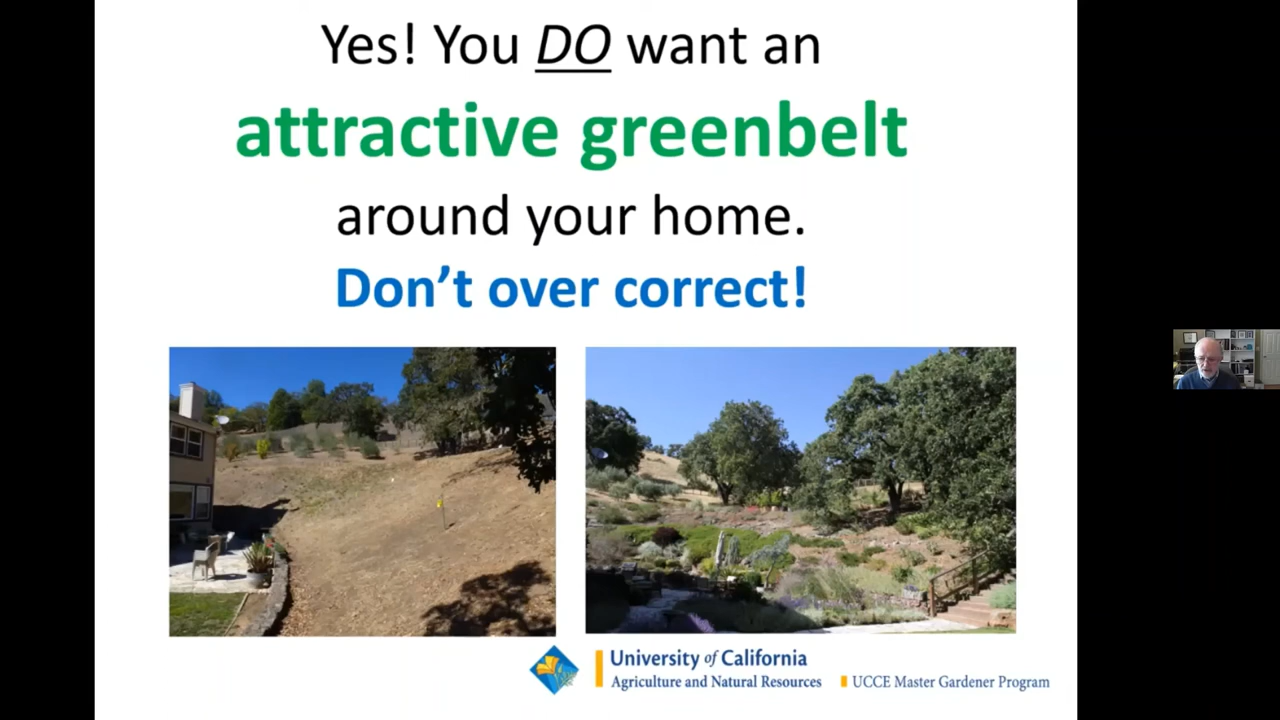 Yes! You DO want an
attractive greenbelt
around your home.
Don’t over correct!
University of California
Agriculture and Natural Resources
UCCE Master Gardener Program